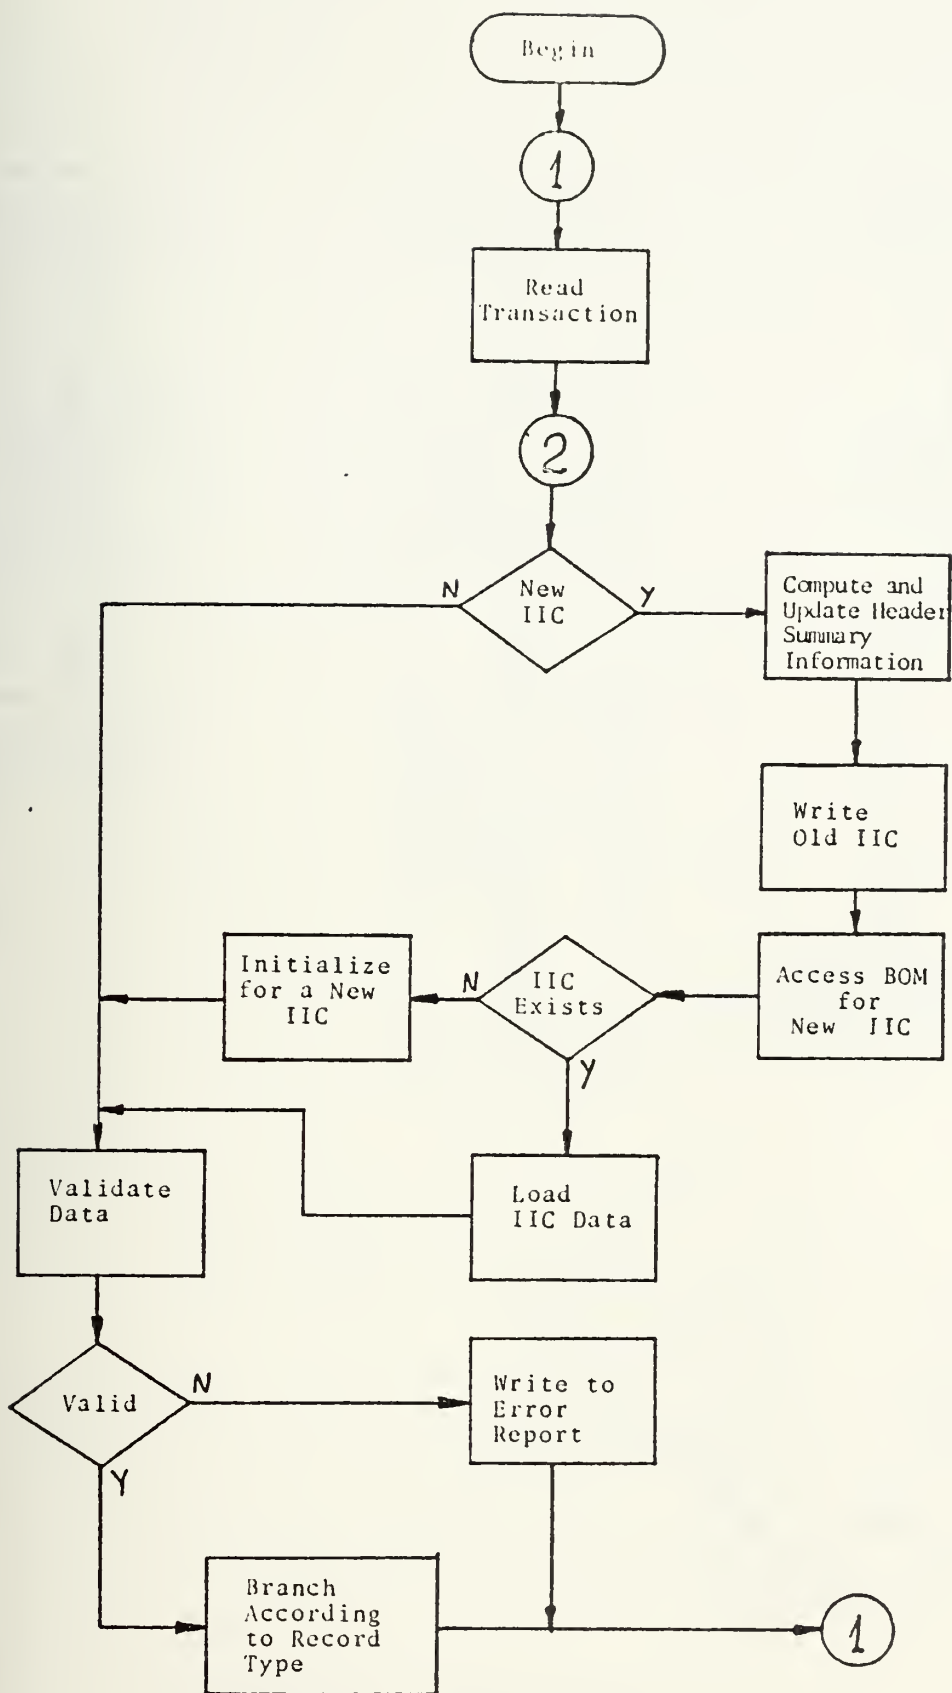 Begin
1
Read
Transaction
2
N
New
IIC
Y
Compute and
Update Header
Summary
Information
Write
Old IIC
Initialize
for a New
IIC
N
IIC
Exists
Access BOM
for
New IIC
Y
Validate
Data
Load
IIC Data
Valid
N
Write to
Error
Report
Y
Branch
According
to Record
Type
1